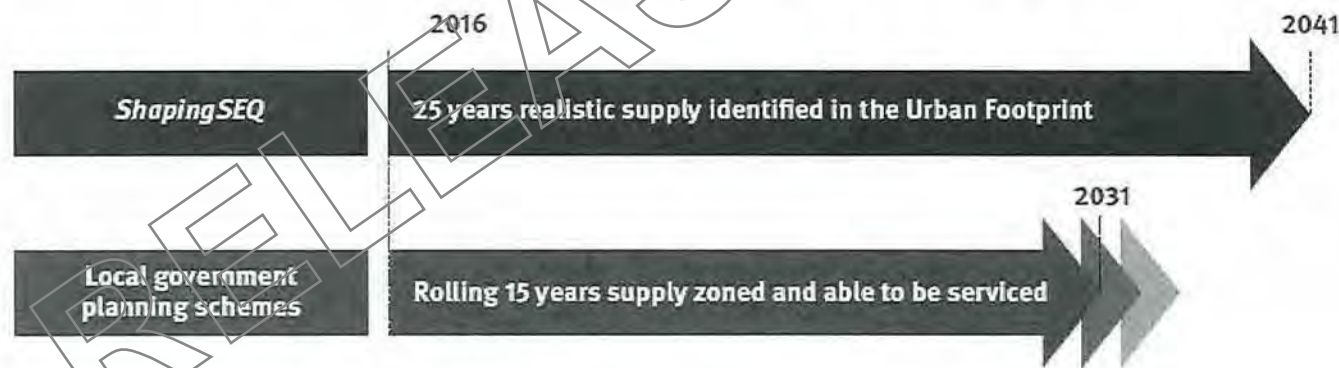 2016
2041
ShapingSEQ
25 years realistic supply identified in the Urban Footprint
2031
Local government
planning schemes
Rolling 15 years supply zoned and able to be serviced
RELEAS